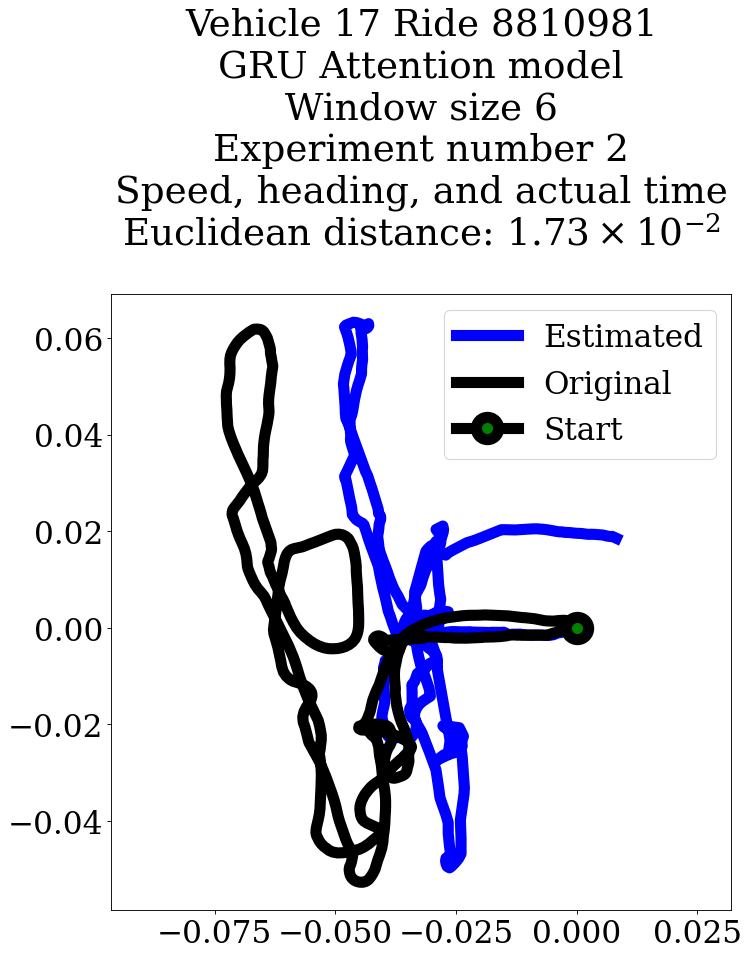 Vehicle 17 Ride 8810981
GRU Attention model
Window size 6
Experiment number 2
Speed, heading, and actual time
Euclidean distance: 1.73 × 10⁻²
Estimated
Original
Start
0.06
0.04
0.02
0.00
−0.02
−0.04
−0.075 −0.050 −0.025 0.000 0.025